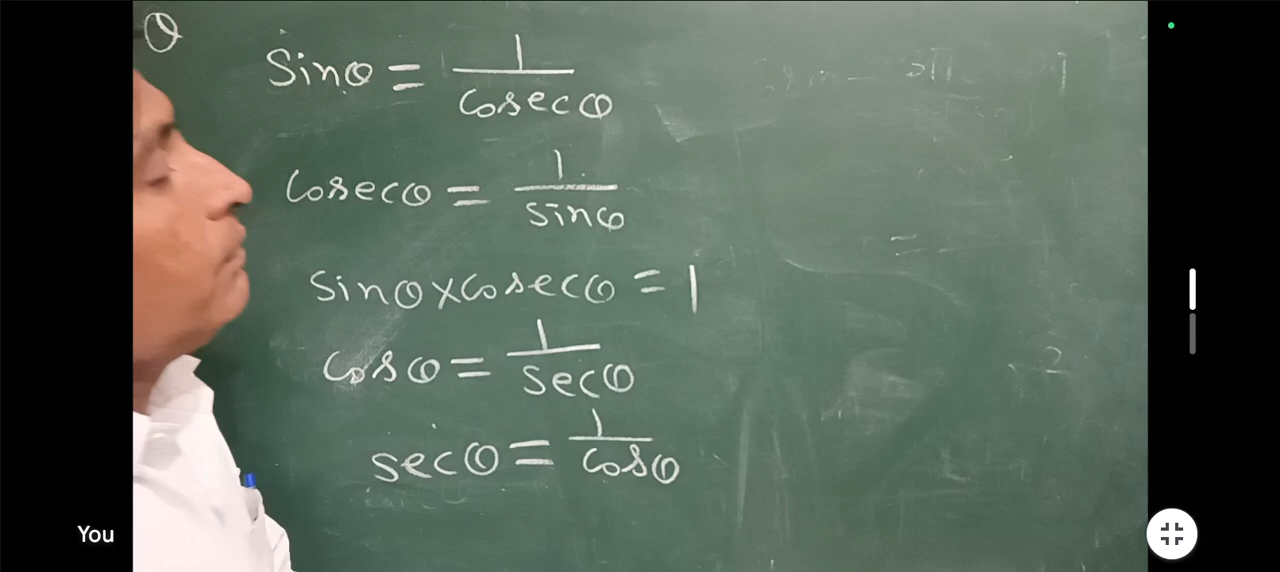 θ
Sinθ = 1/cosecθ
cosecθ = 1/sinθ
sinθ×cosecθ = 1
cosθ = 1/secθ
secθ = 1/cosθ
You